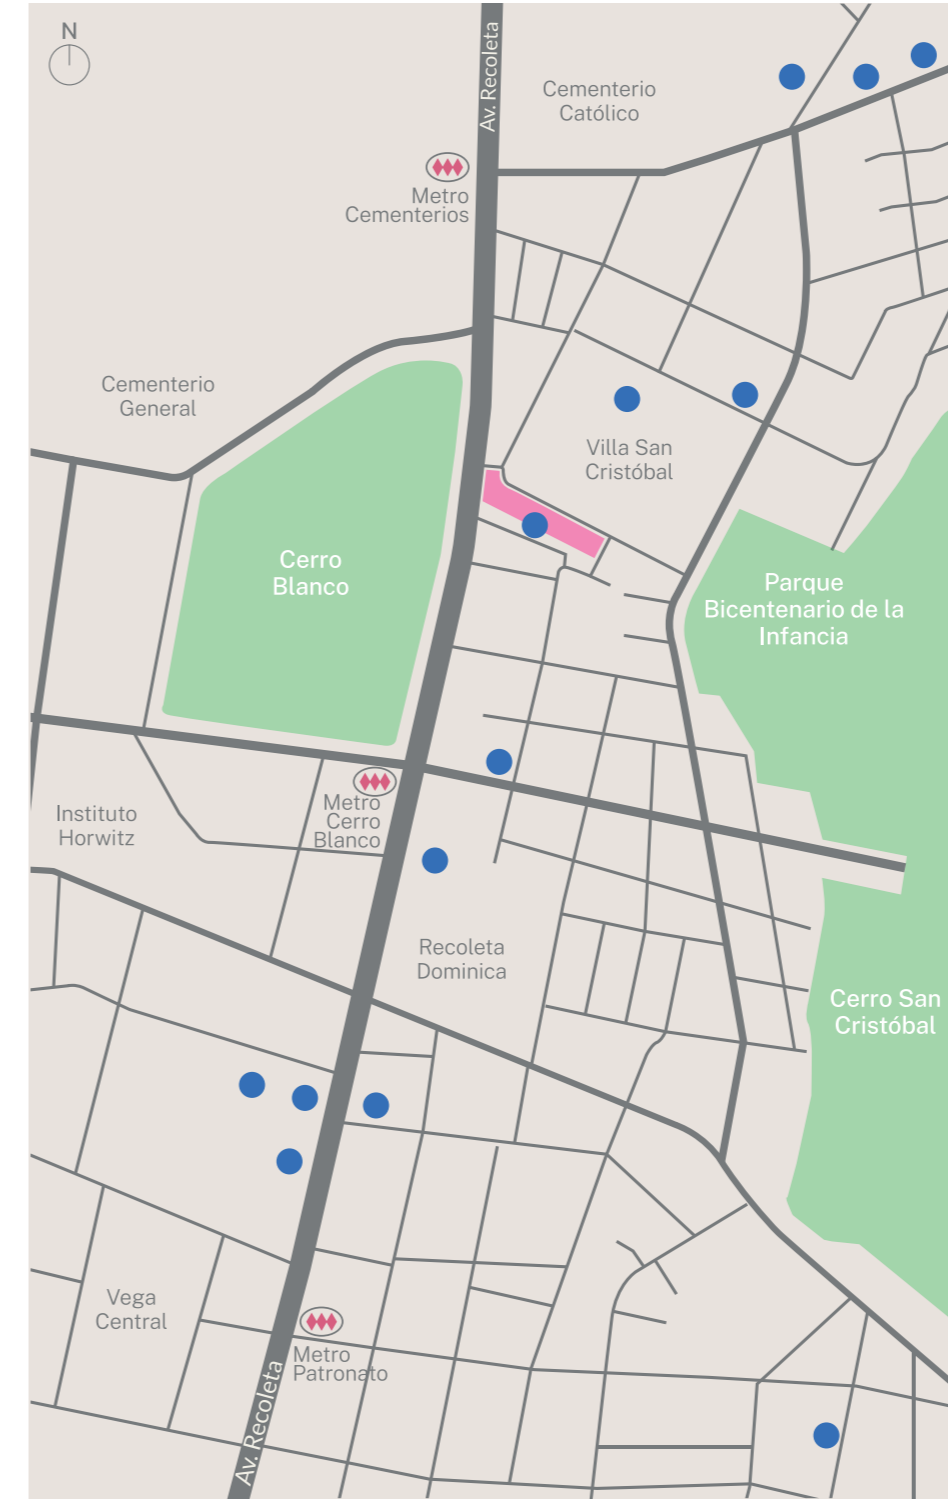 N
Av. Recoleta
Cementerio
Católico
Metro
Cementerios
Cementerio
General
Villa San
Cristóbal
Cerro
Blanco
Parque
Bicentenario de la
Infancia
Instituto
Horwitz
Metro
Cerro
Blanco
Recoleta
Dominica
Cerro San
Cristóbal
Vega
Central
Metro
Patronato
Av. Recoleta